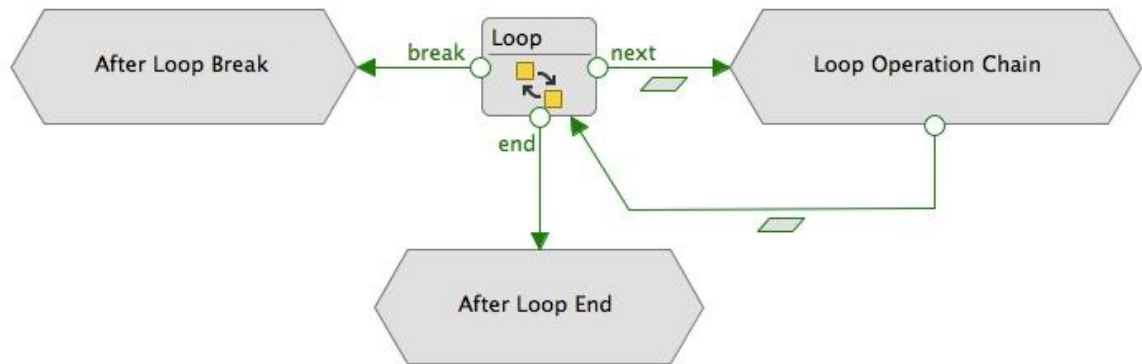 After Loop Break
break
Loop
next
Loop Operation Chain
end
After Loop End